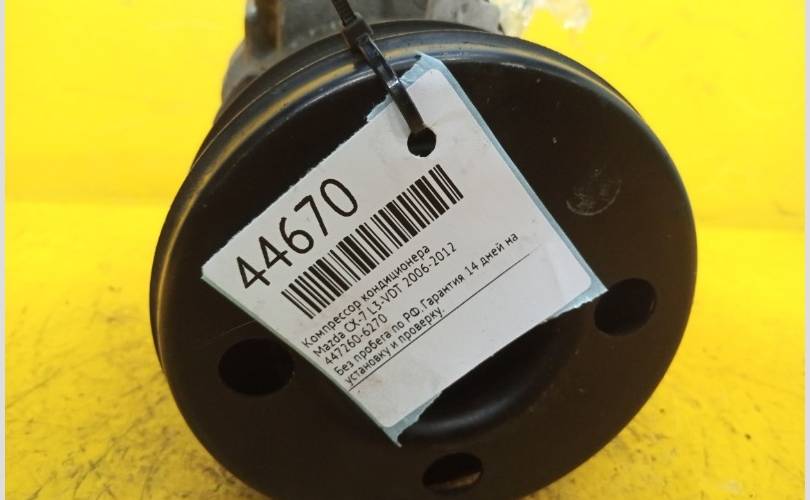 44670
Компрессор кондиционера
Mazda CX-7 L3-VDT 2006-2012
447260-6270
Без пробега по РФ.Гарантия 14 дней на
установку и проверку.